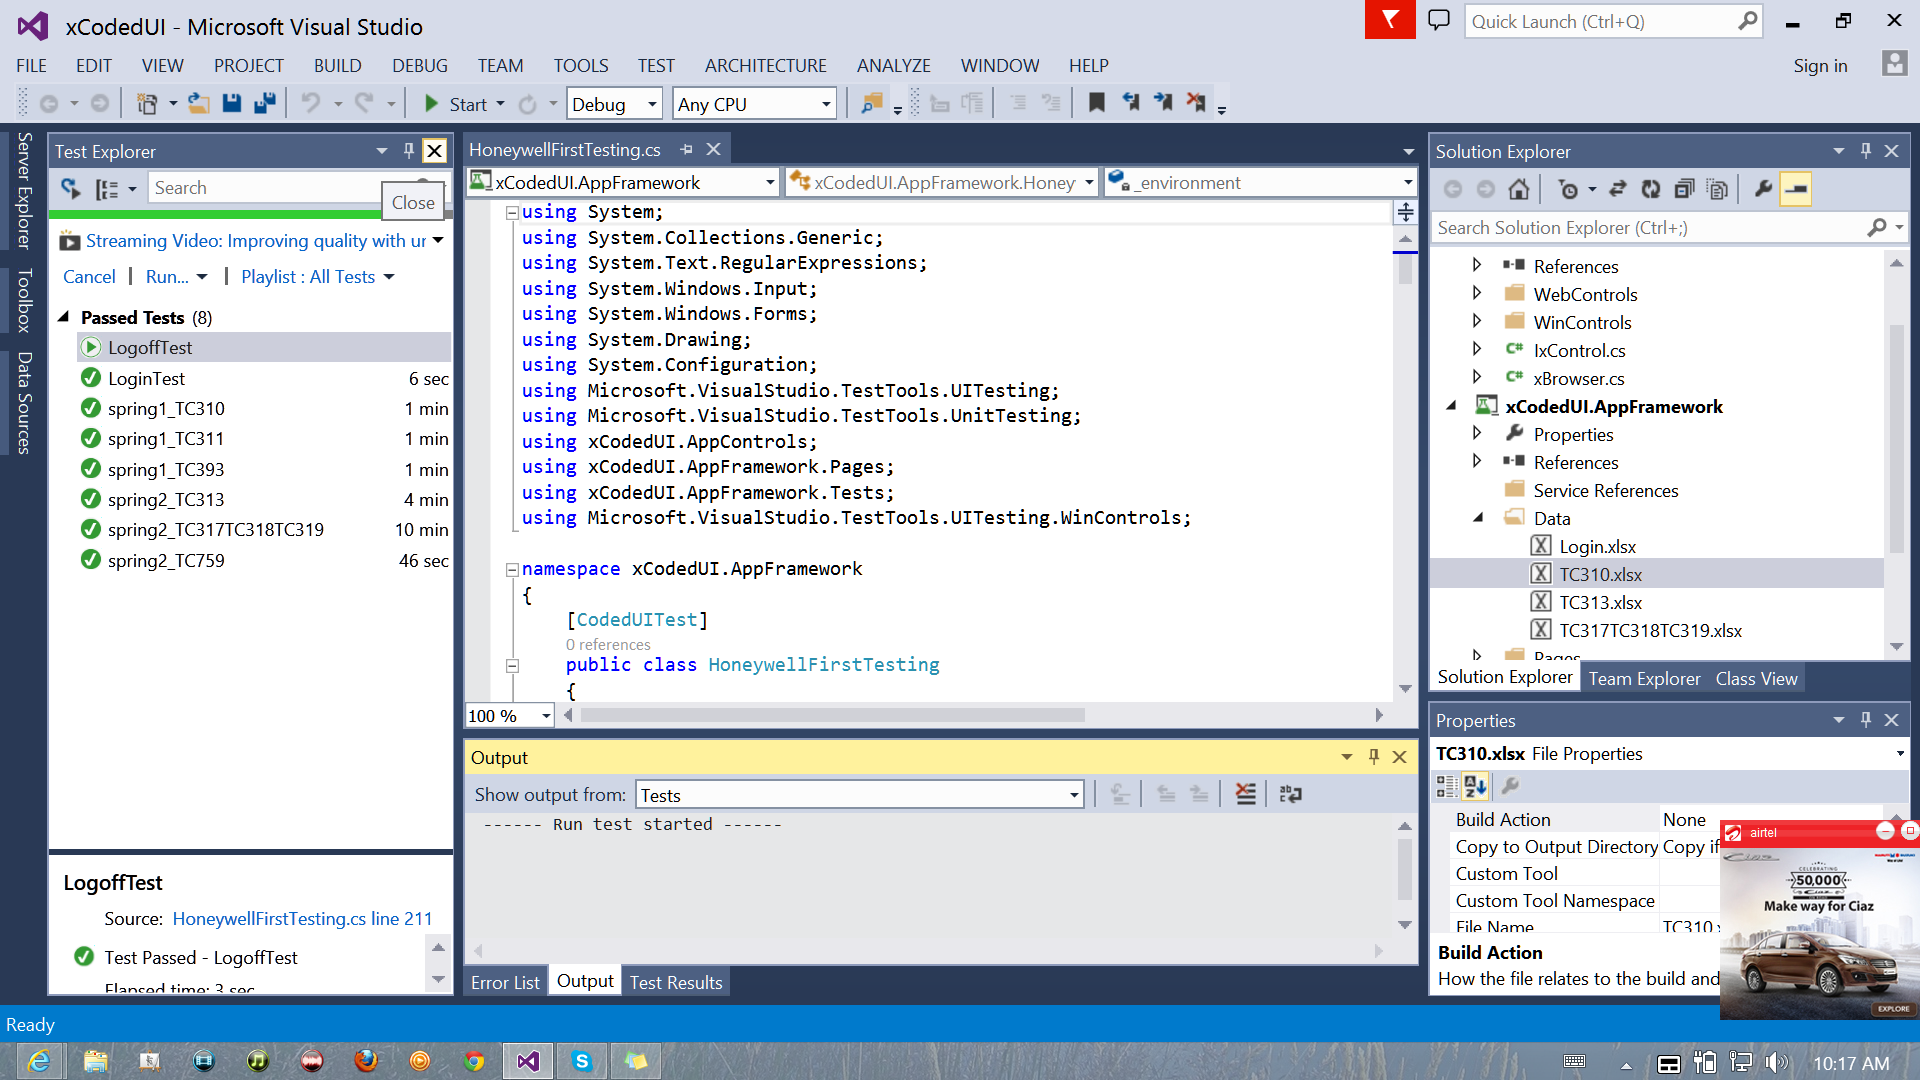 xCodedUI - Microsoft Visual Studio
Quick Launch (Ctrl+Q)
FILE EDIT VIEW PROJECT BUILD DEBUG TEAM TOOLS TEST ARCHITECTURE ANALYZE WINDOW HELP
Sign in
Start Debug Any CPU
Server Explorer
Toolbox
Data Sources
Test Explorer
Search
Close
Streaming Video: Improving quality with ur
Cancel | Run... | Playlist : All Tests
Passed Tests (8)
LogoffTest
LoginTest 6 sec
spring1_TC310 1 min
spring1_TC311 1 min
spring1_TC393 1 min
spring2_TC313 4 min
spring2_TC317TC318TC319 10 min
spring2_TC759 46 sec
LogoffTest
Source: HoneywellFirstTesting.cs line 211
Test Passed - LogoffTest
Elapsed time: 3 sec
HoneywellFirstTesting.cs
xCodedUI.AppFramework xCodedUI.AppFramework.Honey _environment
using System;
using System.Collections.Generic;
using System.Text.RegularExpressions;
using System.Windows.Input;
using System.Windows.Forms;
using System.Drawing;
using System.Configuration;
using Microsoft.VisualStudio.TestTools.UITesting;
using Microsoft.VisualStudio.TestTools.UnitTesting;
using xCodedUI.AppControls;
using xCodedUI.AppFramework.Pages;
using xCodedUI.AppFramework.Tests;
using Microsoft.VisualStudio.TestTools.UITesting.WinControls;
namespace xCodedUI.AppFramework
{
[CodedUITest]
0 references
public class HoneywellFirstTesting
{
100 %
Output
Show output from: Tests
------ Run test started ------
Error List Output Test Results
Solution Explorer
Search Solution Explorer (Ctrl+;)
References
WebControls
WinControls
C# IxControl.cs
C# xBrowser.cs
xCodedUI.AppFramework
Properties
References
Service References
Data
Login.xlsx
TC310.xlsx
TC313.xlsx
TC317TC318TC319.xlsx
Pages
Solution Explorer Team Explorer Class View
Properties
TC310.xlsx File Properties
Build Action None
Copy to Output Directory Copy if
Custom Tool
Custom Tool Namespace
File Name TC310.x
Build Action
How the file relates to the build and
airtel
Ciaz
CELEBRATING
50,000
Make way for Ciaz
EXPLORE
Ready
10:17 AM